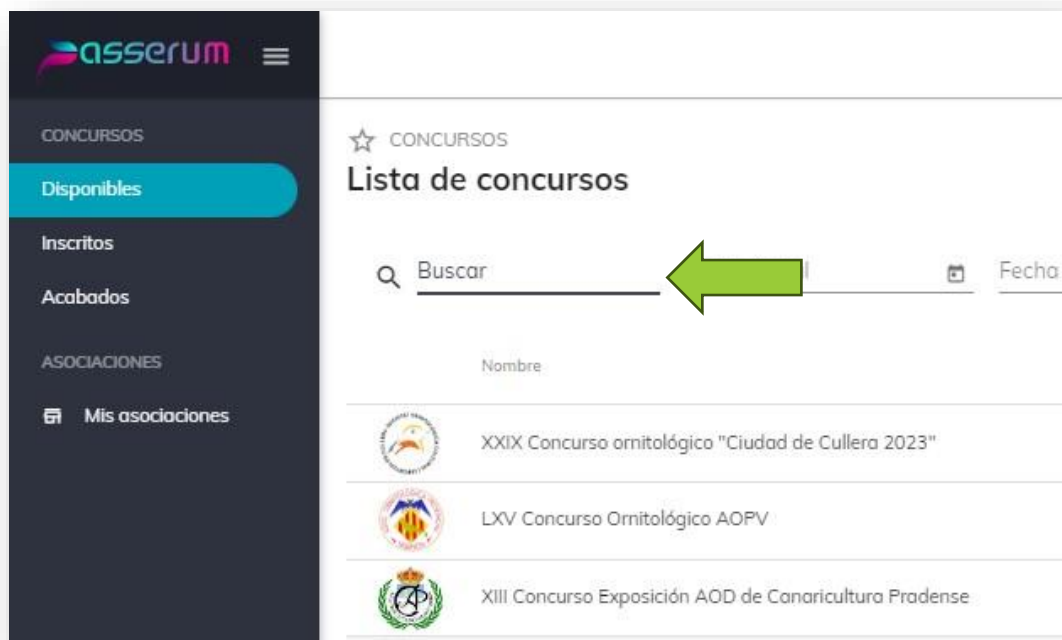 Passerum
CONCURSOS
Disponibles
Inscritos
Acabados
ASOCIACIONES
Mis asociaciones
CONCURSOS
Lista de concursos
Buscar
Fecha
Nombre
XXIX Concurso ornitológico "Ciudad de Cullera 2023"
LXV Concurso Ornitológico AOPV
XIII Concurso Exposición AOD de Canaricultura Pradense